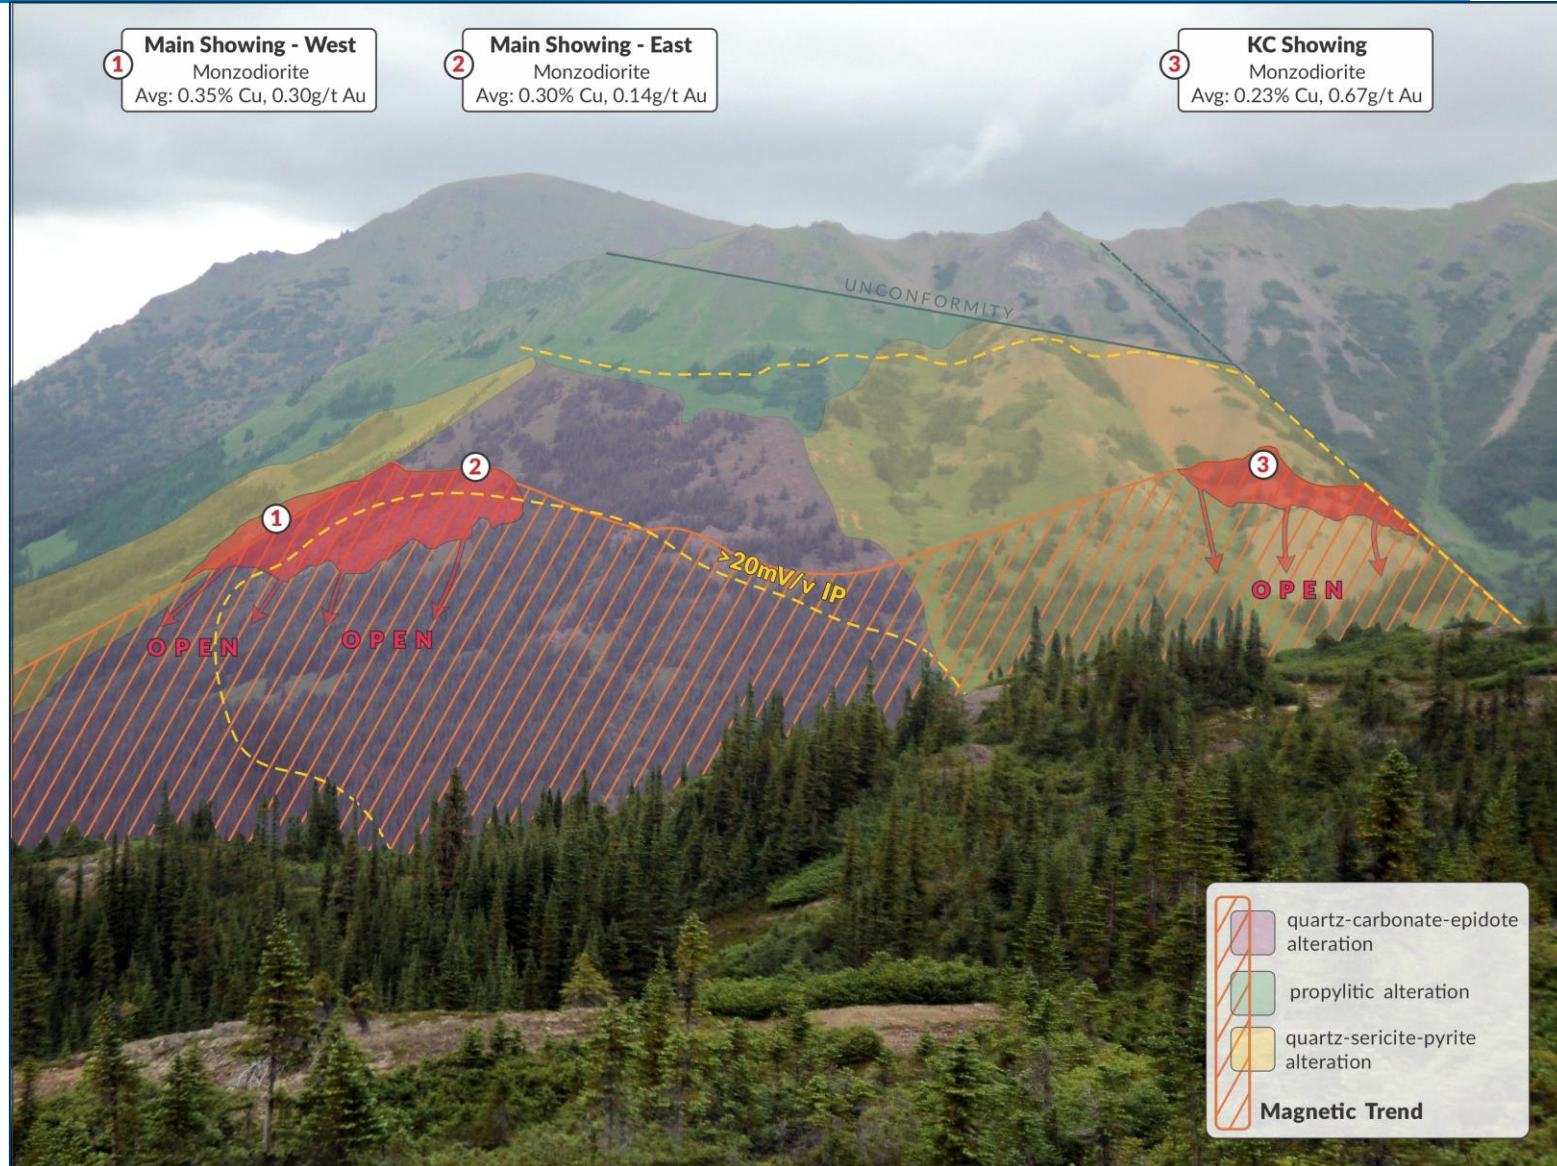 1
Main Showing - West
Monzodiorite
Avg: 0.35% Cu, 0.30g/t Au
2
Main Showing - East
Monzodiorite
Avg: 0.30% Cu, 0.14g/t Au
3
KC Showing
Monzodiorite
Avg: 0.23% Cu, 0.67g/t Au
UNCONFORMITY
1
2
3
>20mV/v IP
OPEN
OPEN
OPEN
quartz-carbonate-epidote
alteration
propylitic alteration
quartz-sericite-pyrite
alteration
Magnetic Trend